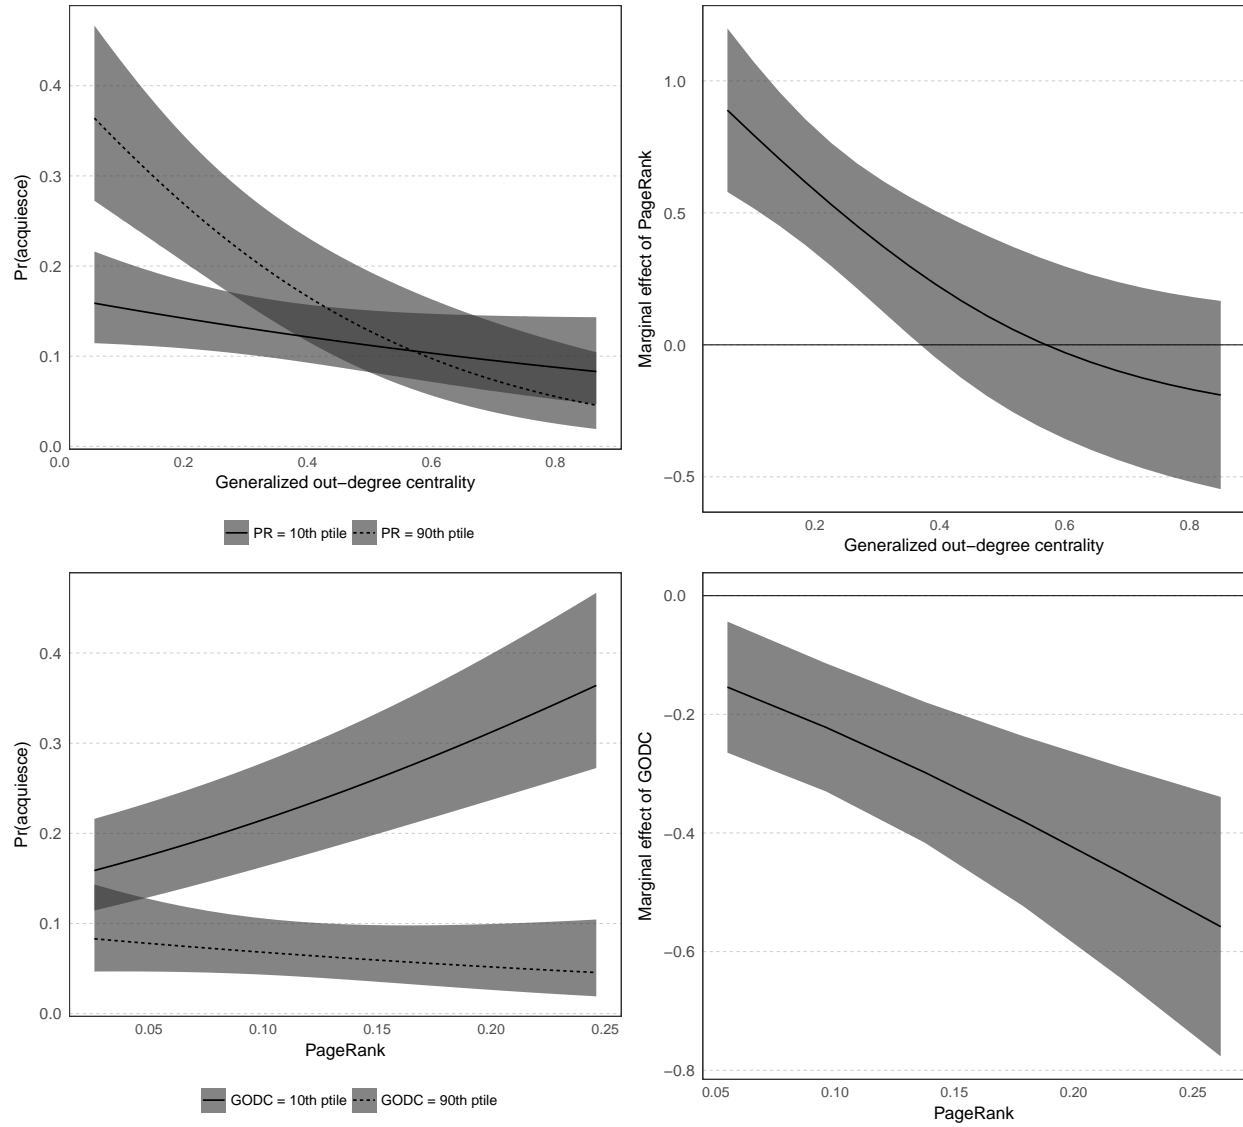 0.4
0.3
0.2
0.1
0.0
Pr(acquiesce)
0.0 0.2 0.4 0.6 0.8
Generalized out−degree centrality
PR = 10th ptile PR = 90th ptile
1.0
0.5
0.0
−0.5
Marginal effect of PageRank
0.2 0.4 0.6 0.8
Generalized out−degree centrality
0.4
0.3
0.2
0.1
0.0
Pr(acquiesce)
0.05 0.10 0.15 0.20 0.25
PageRank
GODC = 10th ptile GODC = 90th ptile
0.0
−0.2
−0.4
−0.6
−0.8
Marginal effect of GODC
0.05 0.10 0.15 0.20 0.25
PageRank